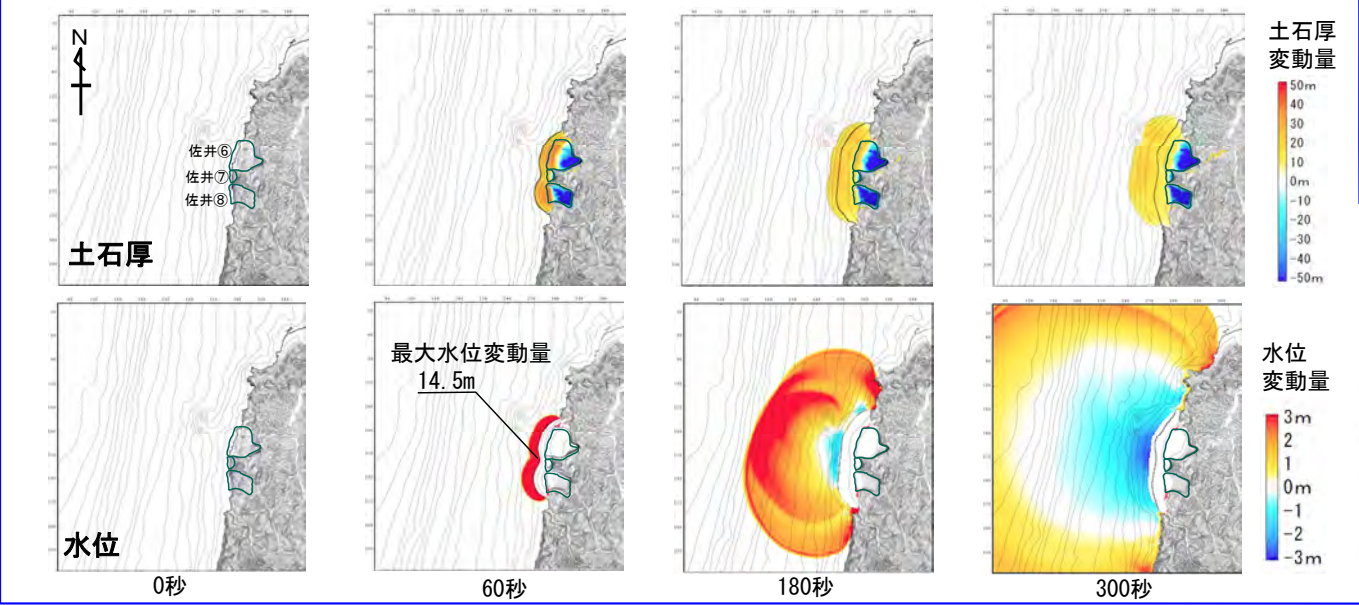 N
佐井⑥
佐井⑦
佐井⑧
土石厚
土石厚
変動量
50m
40
30
20
10
0m
-10
-20
-30
-40
-50m
最大水位変動量
14.5m
水位
水位
変動量
3m
2
1
0m
-1
-2
-3m
0秒
60秒
180秒
300秒